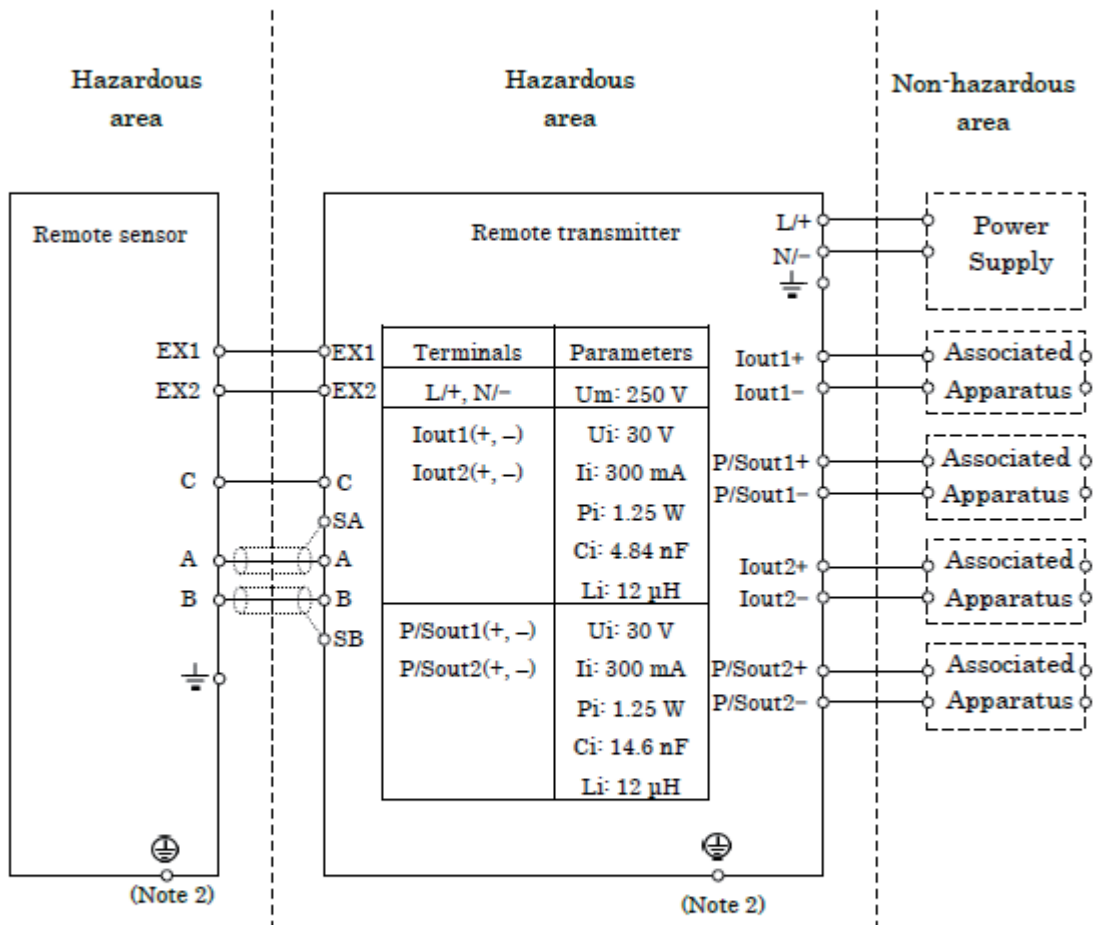 Hazardous
area
Hazardous
area
Non-hazardous
area
Remote sensor
EX1
EX2
C
A
B
(Note 2)
Remote transmitter
EX1
EX2
C
SA
A
B
SB
Terminals Parameters
L/+, N/− Um: 250 V
Iout1(+, −) Ui: 30 V
Iout2(+, −) Ii: 300 mA
Pi: 1.25 W
Ci: 4.84 nF
Li: 12 µH
P/Sout1(+, −) Ui: 30 V
P/Sout2(+, −) Ii: 300 mA
Pi: 1.25 W
Ci: 14.6 nF
Li: 12 µH
L/+
N/−
Iout1+
Iout1−
P/Sout1+
P/Sout1−
Iout2+
Iout2−
P/Sout2+
P/Sout2−
(Note 2)
Power
Supply
Associated
Apparatus
Associated
Apparatus
Associated
Apparatus
Associated
Apparatus